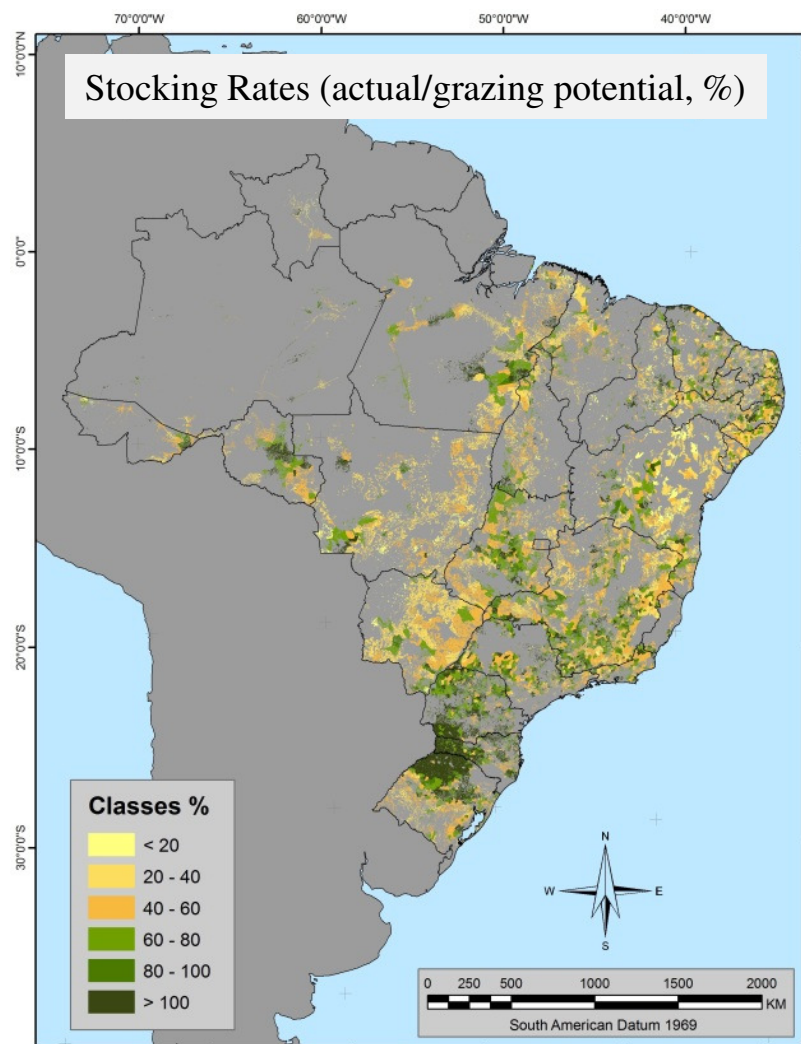 70°0'0"W 60°0'0"W 50°0'0"W 40°0'0"W
10°0'0"N
Stocking Rates (actual/grazing potential, %)
0°0'0"
10°0'0"S
20°0'0"S
30°0'0"S
Classes %
< 20
20 - 40
40 - 60
60 - 80
80 - 100
> 100
N
W E
S
0 250 500 1000 1500 2000
KM
South American Datum 1969